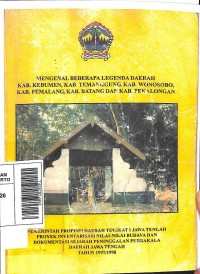 MENGENAL BEBERAPA LEGENDA DAERAH
KAB. KEBUMEN, KAB. TEMANGGUNG, KAB. WONOSOBO,
KAB. PEMALANG, KAB. BATANG DAN KAB. PEKALONGAN
PEMERINTAH PROPINSI DAERAH TINGKAT I JAWA TENGAH
PROYEK INVENTARISASI NILAI-NILAI BUDAYA DAN
DOKUMENTASI SEJARAH PENINGGALAN PURBAKALA
DAERAH JAWA TENGAH
TAHUN 1997/1998